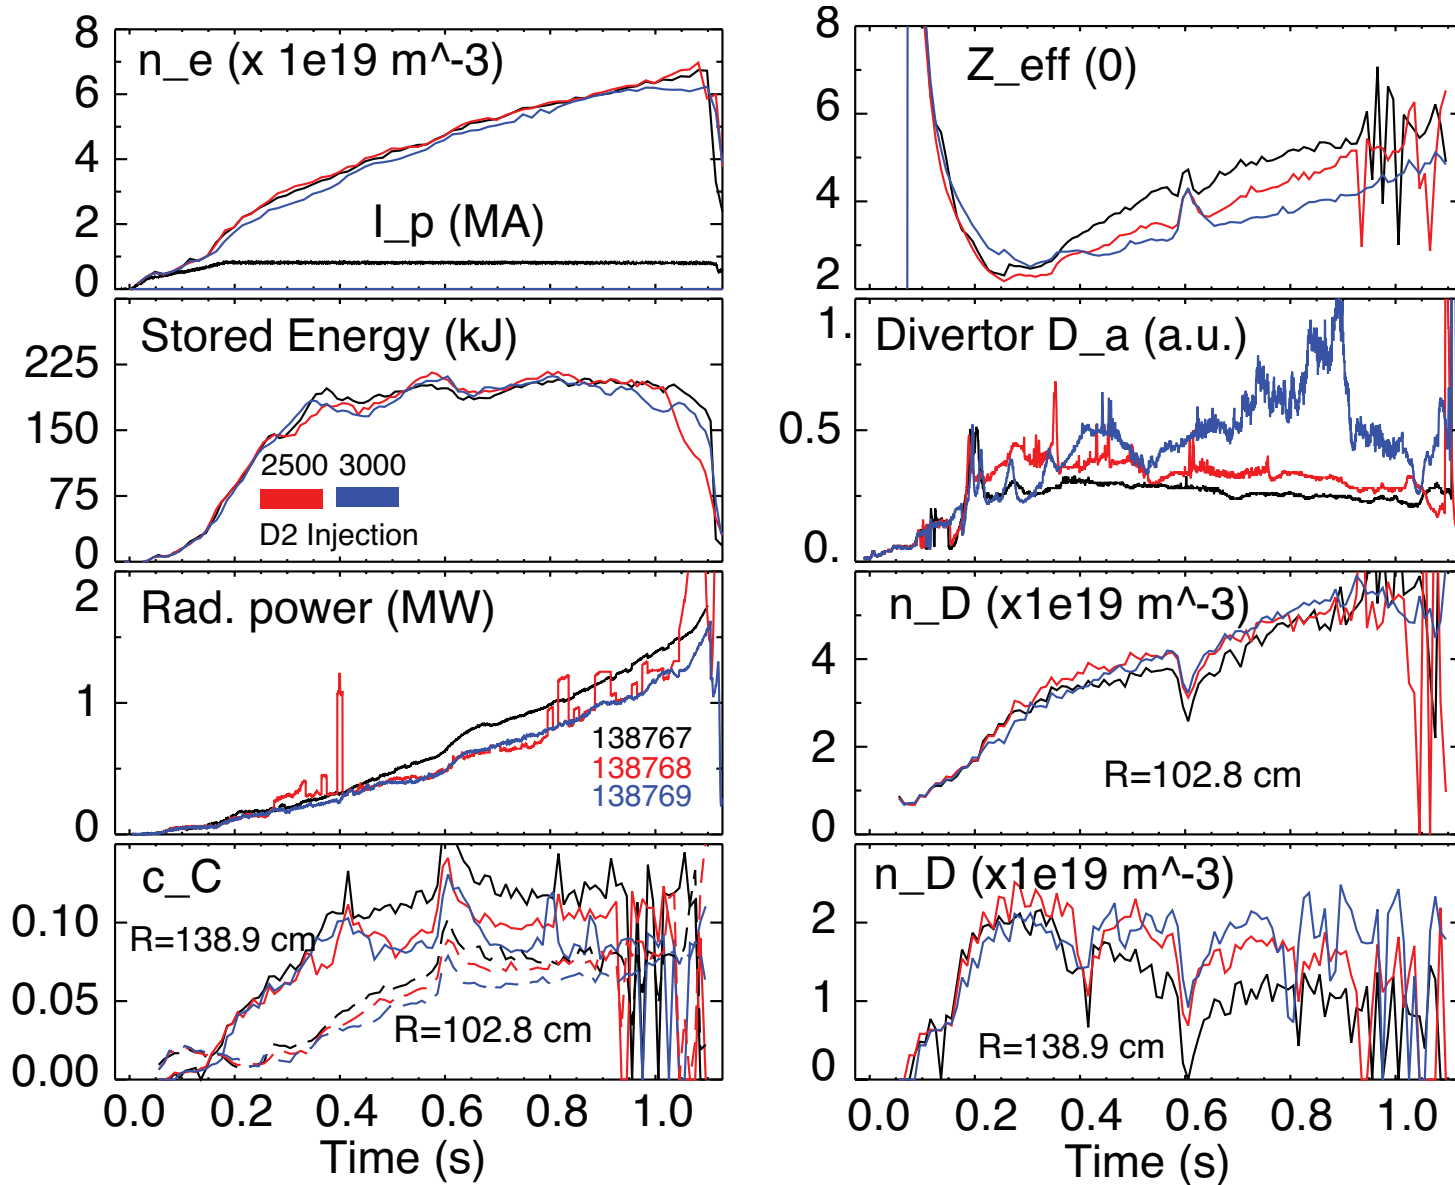 8
6
4
2
0
n_e (x 1e19 m^-3)
I_p (MA)
225
150
75
0
Stored Energy (kJ)
2500 3000
D2 Injection
2
1
0
Rad. power (MW)
138767
138768
138769
0.10
0.05
0.00
c_C
R=138.9 cm
R=102.8 cm
0.0 0.2 0.4 0.6 0.8 1.0
Time (s)
8
6
4
2
Z_eff (0)
1.
0.5
0.
Divertor D_a (a.u.)
4
2
0
n_D (x1e19 m^-3)
R=102.8 cm
2
1
0
n_D (x1e19 m^-3)
R=138.9 cm
0.0 0.2 0.4 0.6 0.8 1.0
Time (s)